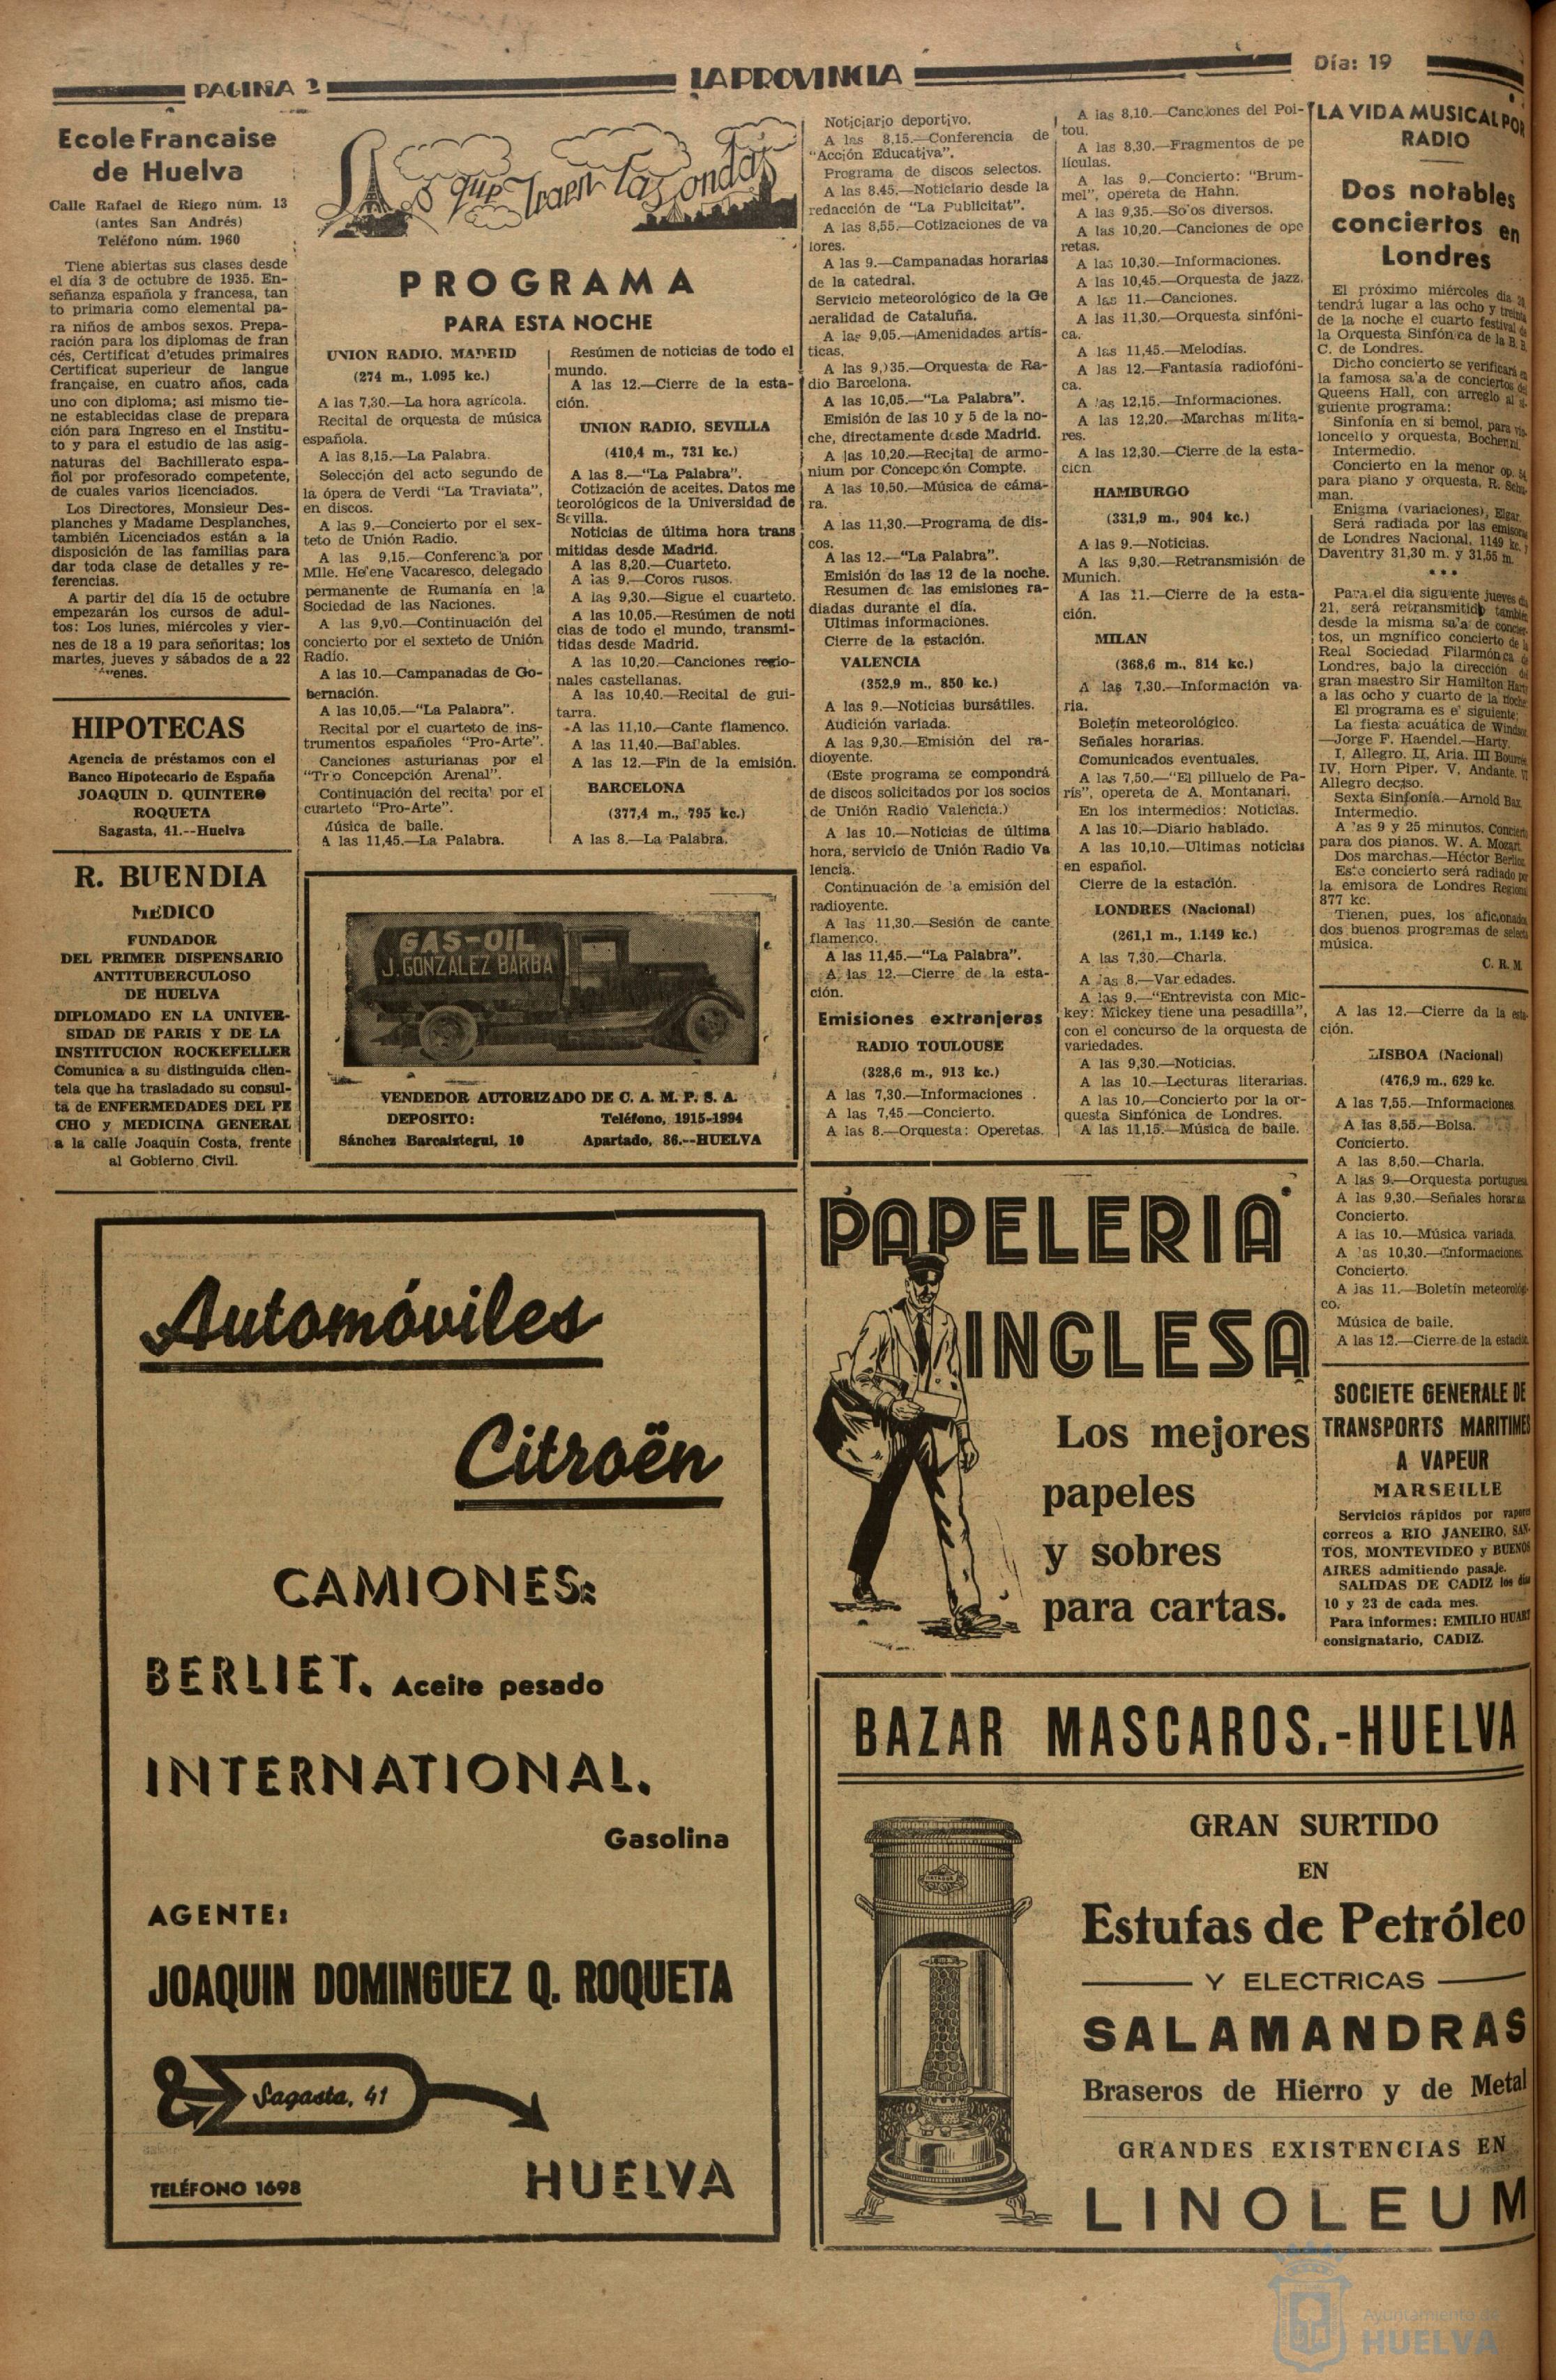 PAGINA 2
LA PROVINCIA
Día: 19
Ecole Francaise
de Huelva
Calle Rafael de Riego núm. 13
(antes San Andrés)
Teléfono núm. 1960
Tiene abiertas sus clases desde
el día 3 de octubre de 1935. En-
señanza española y francesa, tan
to primaria como elemental pa-
ra niños de ambos sexos. Prepa-
ración para los diplomas de fran
cés, Certificat d'etudes primaires
Certificat superieur de langue
française, en cuatro años, cada
uno con diploma; asi mismo tie-
ne establecidas clase de prepara
ción para Ingreso en el Institu-
to y para el estudio de las asig-
naturas del Bachillerato espa-
ñol por profesorado competente,
de cuales varios licenciados.
Los Directores, Monsieur Des-
planches y Madame Desplanches,
también Licenciados están a la
disposición de las familias para
dar toda clase de detalles y re-
ferencias.
A partir del día 15 de octubre
empezarán los cursos de adul-
tos: Los lunes, miércoles y vier-
nes de 18 a 19 para señoritas; los
martes, jueves y sábados de a 22
HIPOTECAS
Agencia de préstamos con el
Banco Hipotecario de España
JOAQUIN D. QUINTERO
ROQUETA
Sagasta, 41.--Huelva
R. BUENDIA
MEDICO
FUNDADOR
DEL PRIMER DISPENSARIO
ANTITUBERCULOSO
DE HUELVA
DIPLOMADO EN LA UNIVER-
SIDAD DE PARIS Y DE LA
INSTITUCION ROCKEFELLER
Comunica a su distinguida clien-
tela que ha trasladado su consul-
ta de ENFERMEDADES DEL PE
CHO y MEDICINA GENERAL
a la calle Joaquín Costa, frente
al Gobierno Civil.
Lo que traen las ondas
PROGRAMA
PARA ESTA NOCHE
UNION RADIO. MADRID
(274 m., 1.095 kc.)
A las 7,30.—La hora agrícola.
Recital de orquesta de música
española.
A las 8,15.—La Palabra.
Selección del acto segundo de
la ópera de Verdi "La Traviata",
en discos.
A las 9.—Concierto por el sex-
teto de Unión Radio.
A las 9,15.—Conferencia por
Mlle. Helene Vacaresco, delegado
permanente de Rumanía en la
Sociedad de las Naciones.
A las 9,v0.—Continuación del
concierto por el sexteto de Unión
Radio.
A las 10.—Campanadas de Go-
bernación.
A las 10,05.—"La Palabra".
Recital por el cuarteto de ins-
trumentos españoles "Pro-Arte".
Canciones asturianas por el
"Trío Concepción Arenal".
Continuación del recital por el
cuarteto "Pro-Arte".
Música de baile.
A las 11,45.—La Palabra.
Resúmen de noticias de todo el
mundo.
A las 12.—Cierre de la esta-
ción.
UNION RADIO, SEVILLA
(410,4 m., 731 kc.)
A las 8.—"La Palabra".
Cotización de aceites. Datos me
teorológicos de la Universidad de
Sevilla.
Noticias de última hora trans
mitidas desde Madrid.
A las 8,20.—Cuarteto.
A las 9.—Coros rusos.
A las 9,30.—Sigue el cuarteto.
A las 10,05.—Resúmen de noti
cias de todo el mundo, transmi-
tidas desde Madrid.
A las 10,20.—Canciones regio-
nales castellanas.
A las 10,40.—Recital de gui-
tarra.
A las 11,10.—Cante flamenco.
A las 11,40.—Bailables.
A las 12.—Fin de la emisión.
BARCELONA
(377,4 m., 795 kc.)
A las 8.—La Palabra.
GAS-OIL
J. GONZALEZ BARBA
VENDEDOR AUTORIZADO DE C. A. M. P. S. A.
DEPOSITO: Teléfono, 1915-1994
Sánchez Barcaiztegui, 10 Apartado, 86.--HUELVA
Noticiario deportivo.
A las 8,15.—Conferencia de
"Acción Educativa".
Programa de discos selectos.
A las 8.45.—Noticiario desde la
redacción de "La Publicitat".
A las 8,55.—Cotizaciones de va
lores.
A las 9.—Campanadas horarias
de la catedral.
Servicio meteorológico de la Ge
neralidad de Cataluña.
A las 9,05.—Amenidades artís-
ticas.
A las 9,)35.—Orquesta de Ra-
dio Barcelona.
A las 10,05.—"La Palabra".
Emisión de las 10 y 5 de la no-
che, directamente desde Madrid.
A las 10,20.—Recital de armo-
nium por Concepción Compte.
A las 10,50.—Música de cáma-
ra.
A las 11,30.—Programa de dis-
cos.
A las 12.—"La Palabra".
Emisión de las 12 de la noche.
Resumen de las emisiones ra-
diadas durante el día.
Ultimas informaciones.
Cierre de la estación.
VALENCIA
(352,9 m., 850 kc.)
A las 9.—Noticias bursátiles.
Audición variada.
A las 9,30.—Emisión del ra-
dioyente.
(Este programa se compondrá
de discos solicitados por los socios
de Unión Radio Valencia.)
A las 10.—Noticias de última
hora, servicio de Unión Radio Va
lencia.
Continuación de la emisión del
radioyente.
A las 11,30.—Sesión de cante
flamenco.
A las 11,45.—"La Palabra".
A las 12.—Cierre de la esta-
ción.
Emisiones extranjeras
RADIO TOULOUSE
(328,6 m., 913 kc.)
A las 7,30.—Informaciones .
A las 7,45.—Concierto.
A las 8.—Orquesta: Operetas.
A las 8,10.—Canciones del Poi-
tou.
A las 8,30.—Fragmentos de pe
lículas.
A las 9.—Concierto: "Brum-
mel", opereta de Hahn.
A las 9,35.—Solos diversos.
A las 10,20.—Canciones de ope
retas.
A las 10,30.—Informaciones.
A las 10,45.—Orquesta de jazz.
A las 11.—Canciones.
A las 11,30.—Orquesta sinfóni-
ca.
A las 11,45.—Melodias.
A las 12.—Fantasía radiofóni-
ca.
A las 12,15.—Informaciones.
A las 12,20.—Marchas milita-
res.
A las 12,30.—Cierre de la esta-
ción
HAMBURGO
(331,9 m., 904 kc.)
A las 9.—Noticias.
A las 9,30.—Retransmisión de
Munich.
A las 11.—Cierre de la esta-
ción.
MILAN
(368,6 m., 814 kc.)
A las 7,30.—Información va-
ria.
Boletín meteorológico.
Señales horarias.
Comunicados eventuales.
A las 7,50.—"El pilluelo de Pa-
rís", opereta de A. Montanari.
En los intermedios: Noticias.
A las 10.—Diario hablado.
A las 10,10.—Ultimas noticias
en español.
Cierre de la estación.
LONDRES (Nacional)
(261,1 m., 1.149 kc.)
A las 7,30.—Charla.
A las 8.—Variedades.
A las 9.—"Entrevista con Mic-
key: Mickey tiene una pesadilla",
con el concurso de la orquesta de
variedades.
A las 9,30.—Noticias.
A las 10.—Lecturas literarias.
A las 10.—Concierto por la or-
questa Sinfónica de Londres.
A las 11,15.—Música de baile.
LA VIDA MUSICAL POR
RADIO
Dos notables
conciertos en
Londres
El próximo miércoles día 20,
tendrá lugar a las ocho y treinta
de la noche el cuarto festival de
la Orquesta Sinfónica de la B. B.
C. de Londres.
Dicho concierto se verificará en
la famosa sala de conciertos del
Queens Hall, con arreglo al si-
guiente programa:
Sinfonía en si bemol, para vio-
loncello y orquesta, Bocherini.
Intermedio.
Concierto en la menor op. 54
para piano y orquesta, R. Schu-
man.
Enigma (variaciones), Elgar.
Será radiada por las emisoras
de Londres Nacional, 1149 kc. y
Daventry 31,30 m. y 31,55 m.
* * *
Para el día siguiente jueves día
21, será retransmitido también
desde la misma sala de concier-
tos, un mgnífico concierto de la
Real Sociedad Filarmónica de
Londres, bajo la dirección del
gran maestro Sir Hamilton Harty
a las ocho y cuarto de la noche.
El programa es el siguiente:
La fiesta acuática de Windsor
—Jorge F. Haendel.—Harty.
I, Allegro. II, Aria. III Bourrée
IV, Horn Piper. V, Andante. VI
Allegro deciso.
Sexta Sinfonía.—Arnold Bax.
Intermedio.
A las 9 y 25 minutos. Concierto
para dos pianos. W. A. Mozart.
Dos marchas.—Héctor Berlioz.
Este concierto será radiado por
la emisora de Londres Regional
877 kc.
Tienen, pues, los aficionados
dos buenos programas de selecta
música.
C. R. M.
A las 12.—Cierre da la esta-
ción.
LISBOA (Nacional)
(476,9 m., 629 kc.
A las 7,55.—Informaciones.
A las 8,55.—Bolsa.
Concierto.
A las 8,50.—Charla.
A las 9.—Orquesta portuguesa
A las 9,30.—Señales horarias
Concierto.
A las 10.—Música variada.
A las 10,30.—Informaciones.
Concierto.
A las 11.—Boletín meteorológi-
co.
Música de baile.
A las 12.—Cierre de la estación.
SOCIETE GENERALE DE
TRANSPORTS MARITIMES
A VAPEUR
MARSEILLE
Servicios rápidos por vapores
correos a RIO JANEIRO, SAN-
TOS, MONTEVIDEO y BUENOS
AIRES admitiendo pasaje.
SALIDAS DE CADIZ los días
10 y 23 de cada mes.
Para informes: EMILIO HUART
consignatario, CADIZ.
Automóviles
Citroën
CAMIONES:
BERLIET. Aceite pesado
INTERNATIONAL.
Gasolina
AGENTE:
JOAQUIN DOMINGUEZ Q. ROQUETA
Sagasta, 41
TELÉFONO 1698
HUELVA
PAPELERIA
INGLESA
Los mejores
papeles
y sobres
para cartas.
BAZAR MASCAROS.-HUELVA
GRAN SURTIDO
EN
Estufas de Petróleo
Y ELECTRICAS
SALAMANDRAS
Braseros de Hierro y de Metal
GRANDES EXISTENCIAS EN
LINOLEUM
Ayuntamiento de
HUELVA